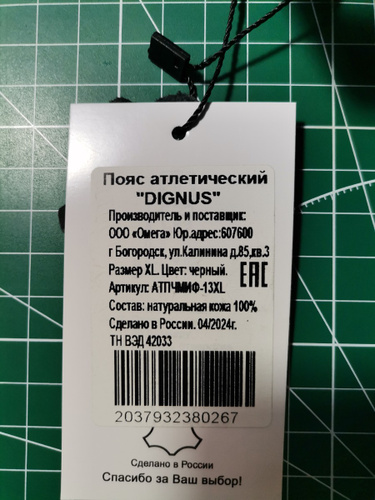 Пояс атлетический
"DIGNUS"
Производитель и поставщик:
ООО «Омега» Юр.адрес:607600
г Богородск, ул.Калинина д.85,кв.3
Размер XL. Цвет: черный.
EAC
Артикул: АТПЧМИФ-13XL
Состав: натуральная кожа 100%
Сделано в России. 04/2024г.
ТН ВЭД 42033
2037932380267
Сделано в России
Спасибо за Ваш выбор!